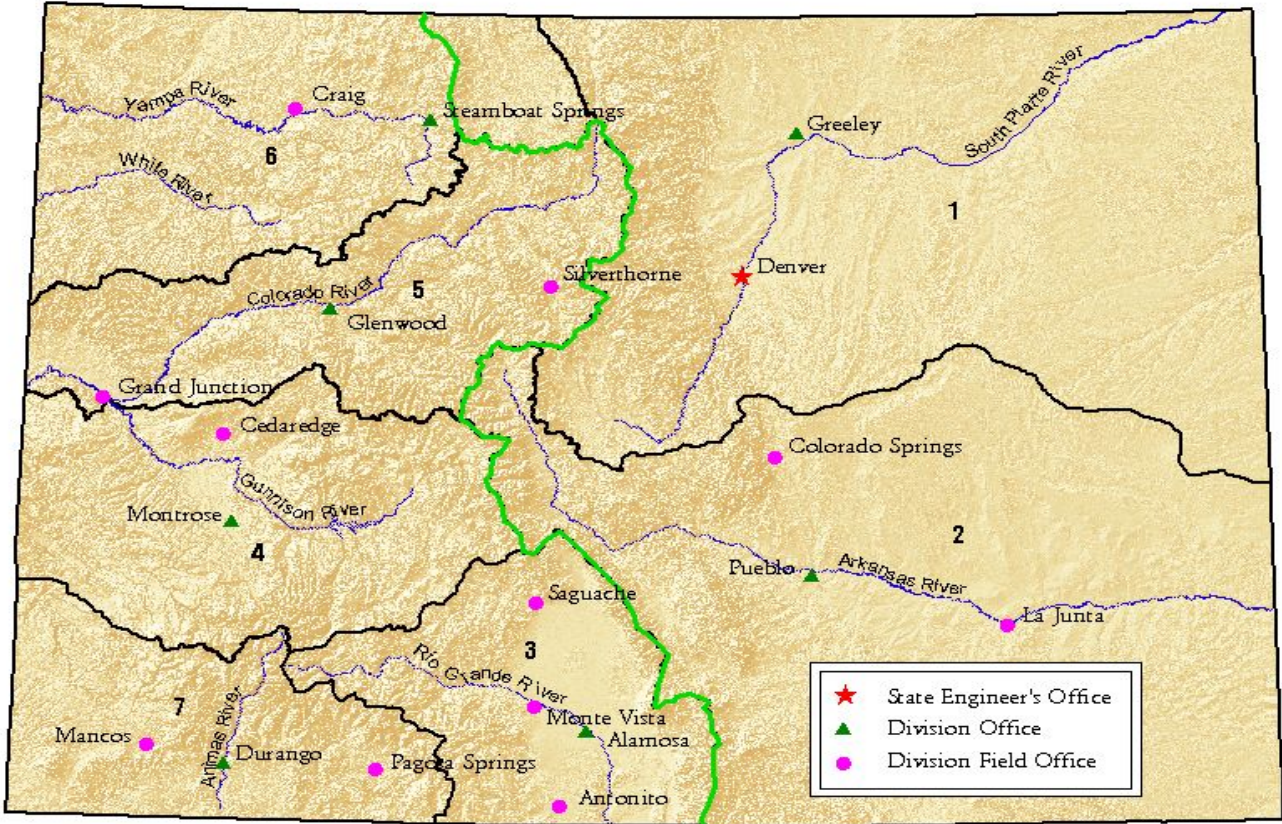 Yampa River
Craig
Steamboat Springs
Greeley
South Platte River
6
White River
1
Denver
Silverthorne
5
Colorado River
Glenwood
Grand Junction
Cedaredge
Colorado Springs
Gunnison River
Montrose
4
2
Pueblo
Arkansas River
La Junta
Saguache
3
Rio Grande River
Monte Vista
Alamosa
7
Mancos
Animas River
Durango
Pagosa Springs
Antonito
State Engineer's Office
Division Office
Division Field Office